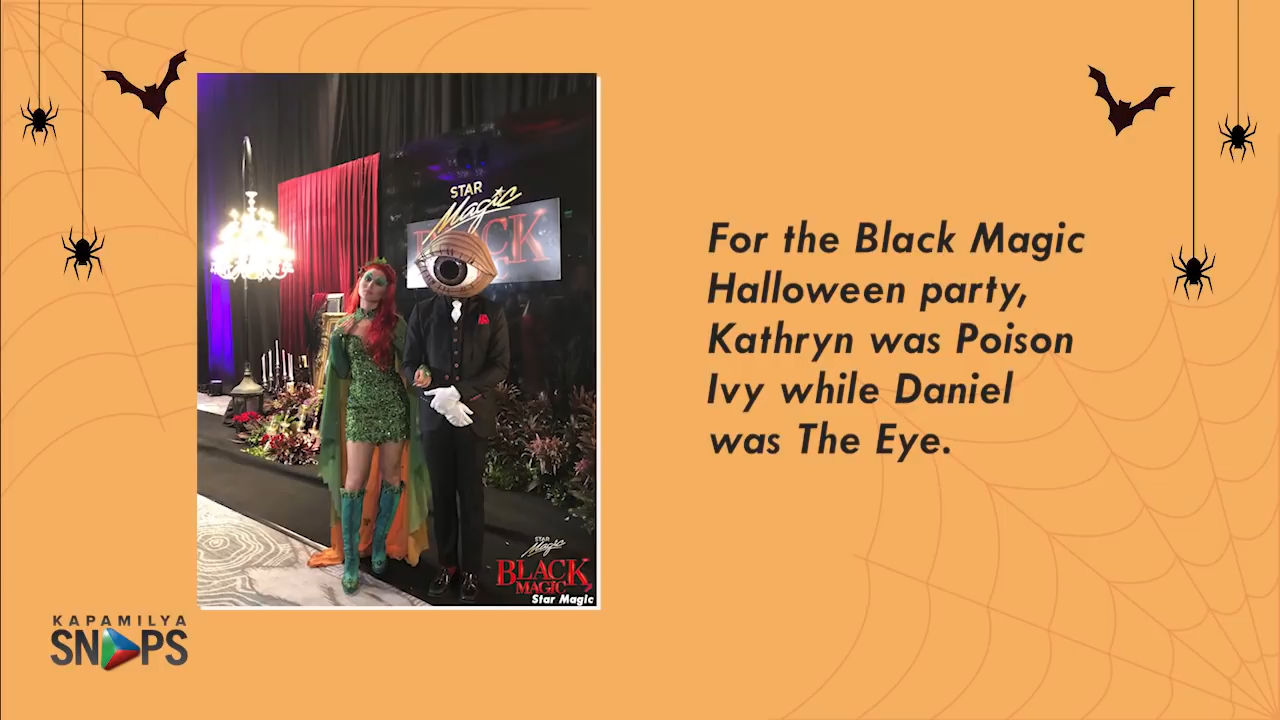 STAR
Magic
BLACK
For the Black Magic
Halloween party,
Kathryn was Poison
Ivy while Daniel
was The Eye.
STAR
Magic
BLACK
MAGIC
Star Magic
KAPAMILYA
SNAPS